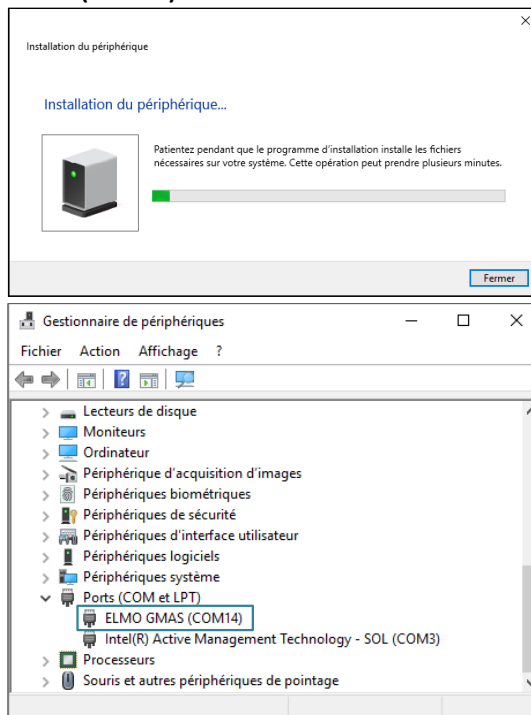 Installation du périphérique
Installation du périphérique...
Patientez pendant que le programme d'installation installe les fichiers
nécessaires sur votre système. Cette opération peut prendre plusieurs minutes.
Fermer
Gestionnaire de périphériques
Fichier Action Affichage ?
Lecteurs de disque
Moniteurs
Ordinateur
Périphérique d'acquisition d'images
Périphériques biométriques
Périphériques de sécurité
Périphériques d'interface utilisateur
Périphériques logiciels
Périphériques système
Ports (COM et LPT)
ELMO GMAS (COM14)
Intel(R) Active Management Technology - SOL (COM3)
Processeurs
Souris et autres périphériques de pointage